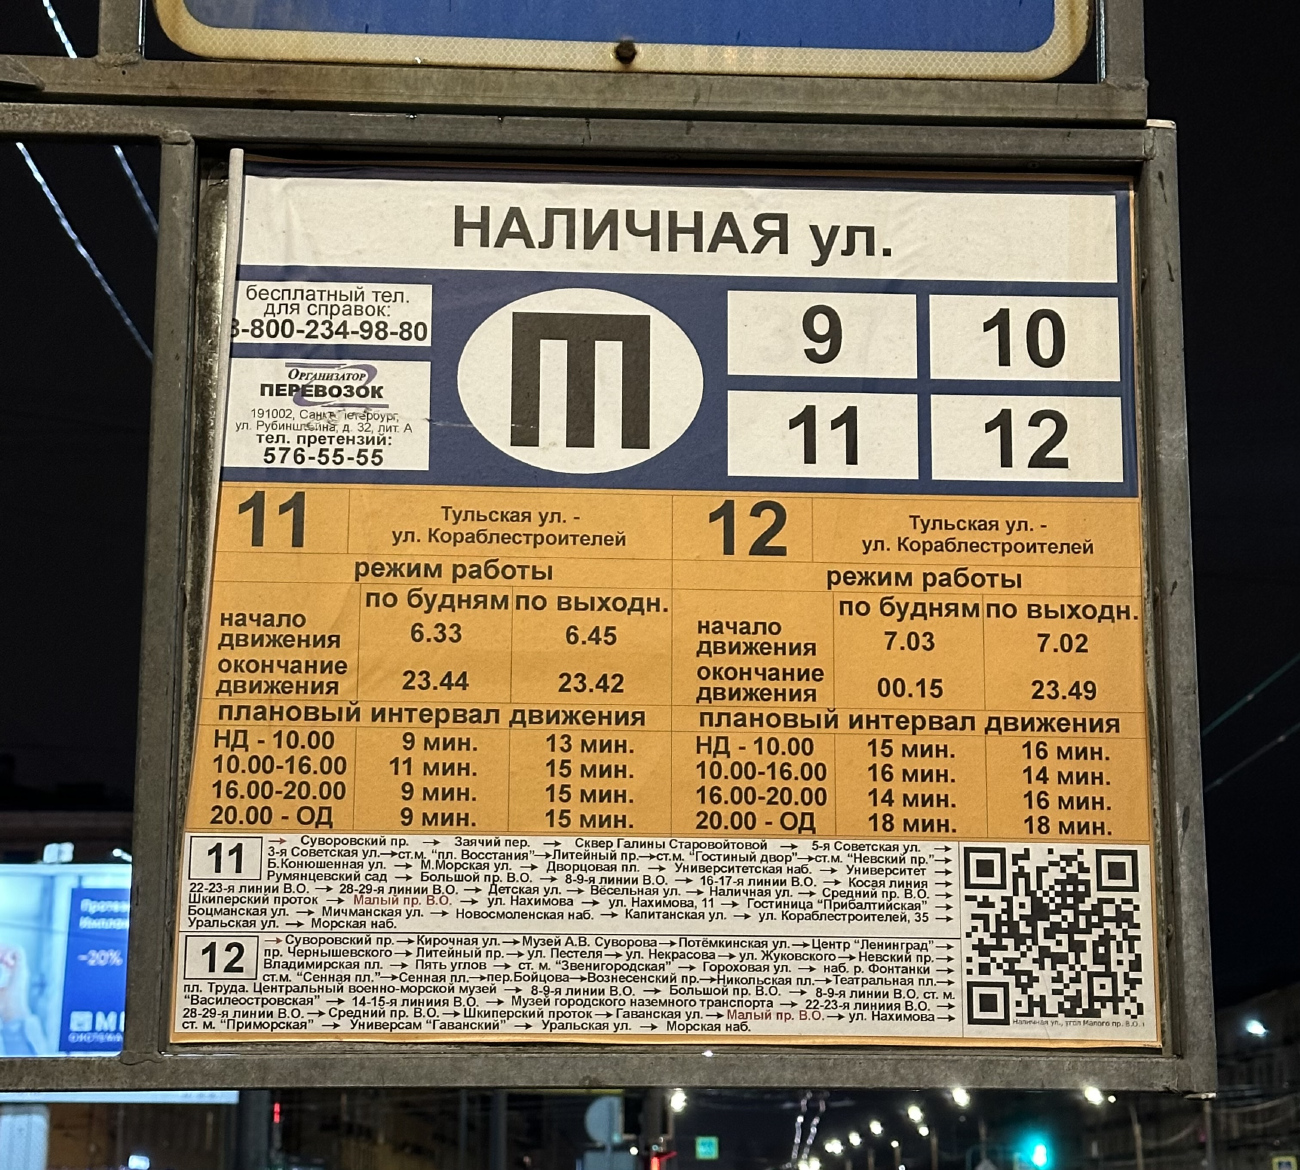 НАЛИЧНАЯ ул.
бесплатный тел.
для справок:
8-800-234-98-80
Организатор
ПЕРЕВОЗОК
191002, Санкт-Петербург,
ул. Рубинштейна, д. 32, лит. А
тел. претензий:
576-55-55
Ш
9
10
11
12
11
Тульская ул. -
ул. Кораблестроителей
режим работы
по будням по выходн.
начало
движения
6.33
6.45
окончание
движения
23.44
23.42
плановый интервал движения
НД - 10.00 9 мин. 13 мин.
10.00-16.00 11 мин. 15 мин.
16.00-20.00 9 мин. 15 мин.
20.00 - ОД 9 мин. 15 мин.
12
Тульская ул. -
ул. Кораблестроителей
режим работы
по будням по выходн.
начало
движения
7.03
7.02
окончание
движения
00.15
23.49
плановый интервал движения
НД - 10.00 15 мин. 16 мин.
10.00-16.00 16 мин. 14 мин.
16.00-20.00 14 мин. 16 мин.
20.00 - ОД 18 мин. 18 мин.
11
→ Суворовский пр. → Заячий пер. → Сквер Галины Старовойтовой → 5-я Советская ул. →
3-я Советская ул.→ст.м. "пл. Восстания"→Литейный пр.→ст.м. "Гостиный двор"→ст.м. "Невский пр."→
Б.Конюшенная ул. → М.Морская ул. → Дворцовая пл. → Университетская наб. → Университет →
Румянцевский сад → Большой пр. В.О. → 8-9-я линии В.О. → 16-17-я линии В.О. → Косая линия →
22-23-я линии В.О. → 28-29-я линии В.О. → Детская ул. → Весельная ул. → Наличная ул. → Средний пр. В.О. →
Шкиперский проток → Малый пр. В.О. → ул. Нахимова → ул. Нахимова, 11 → Гостиница "Прибалтийская" →
Боцманская ул. → Мичманская ул. → Новосмоленская наб. → Капитанская ул. → ул. Кораблестроителей, 35 →
Уральская ул. → Морская наб.
12
→ Суворовский пр.→Кирочная ул.→Музей А.В. Суворова→Потёмкинская ул.→Центр "Ленинград"→
пр. Чернышевского → Литейный пр.→ ул. Пестеля→ ул. Некрасова → ул. Жуковского → Невский пр.→
Владимирская пл. → Пять углов → ст. м. "Звенигородская" → Гороховая ул. → наб. р. Фонтанки →
ст.м. "Сенная пл."→Сенная пл.→пер.Бойцова→Вознесенский пр.→Никольская пл.→Театральная пл.→
пл. Труда. Центральный военно-морской музей → 8-9-я линии В.О. → Большой пр. В.О. → 8-9-я линии В.О. ст. м.
"Василеостровская" → 14-15-я линиия В.О. → Музей городского наземного транспорта → 22-23-я линиия В.О. →
28-29-я линии В.О.→ Средний пр. В.О.→ Шкиперский проток→ Гаванская ул.→ Малый пр. В.О.→ ул. Нахимова→
ст. м. "Приморская" → Универсам "Гаванский" → Уральская ул. → Морская наб.
Наличная ул., угол Малого пр. В.О.
-20%